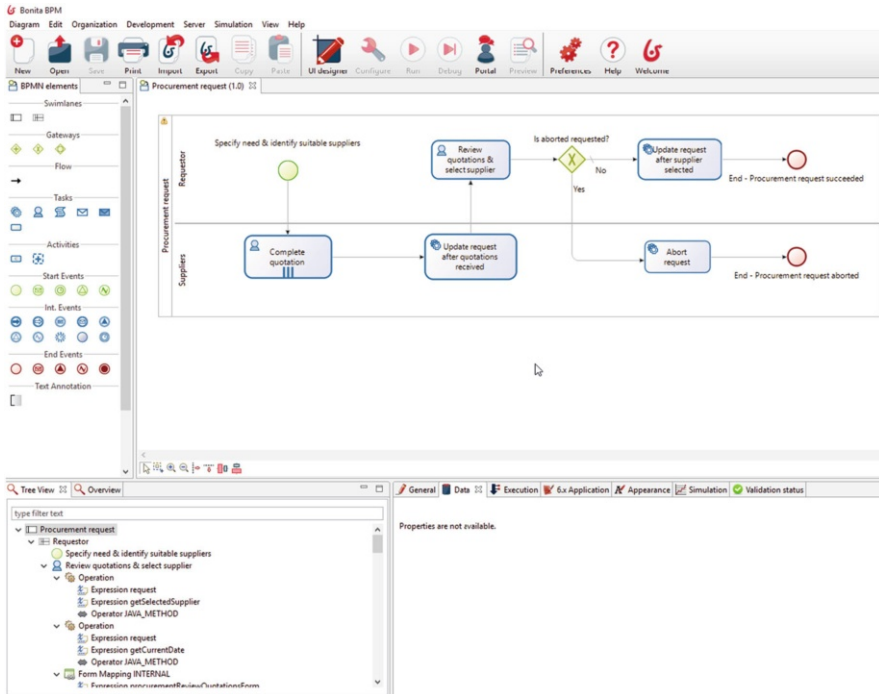 Bonita BPM
Diagram Edit Organization Development Server Simulation View Help
New Open Save Print Import Export Copy Paste UI designer Configure Run Debug Portal Preview Preferences Help Welcome
BPMN elements
Procurement request (1.0)
Swimlanes
Gateways
Flow
Tasks
Activities
Start Events
Int. Events
End Events
Text Annotation
Procurement request
Requestor
Specify need & identify suitable suppliers
Review
quotations &
select supplier
Is aborted requested?
No
Yes
Update request
after supplier
selected
End - Procurement request succeeded
Suppliers
Complete
quotation
Update request
after quotations
received
Abort
request
End - Procurement request aborted
Tree View Overview
type filter text
Procurement request
Requestor
Specify need & identify suitable suppliers
Review quotations & select supplier
Operation
Expression request
Expression getSelectedSupplier
Operator JAVA_METHOD
Operation
Expression request
Expression getCurrentDate
Operator JAVA_METHOD
Form Mapping INTERNAL
Expression procurementReviewQuotationsForm
General Data Execution 6.x Application Appearance Simulation Validation status
Properties are not available.